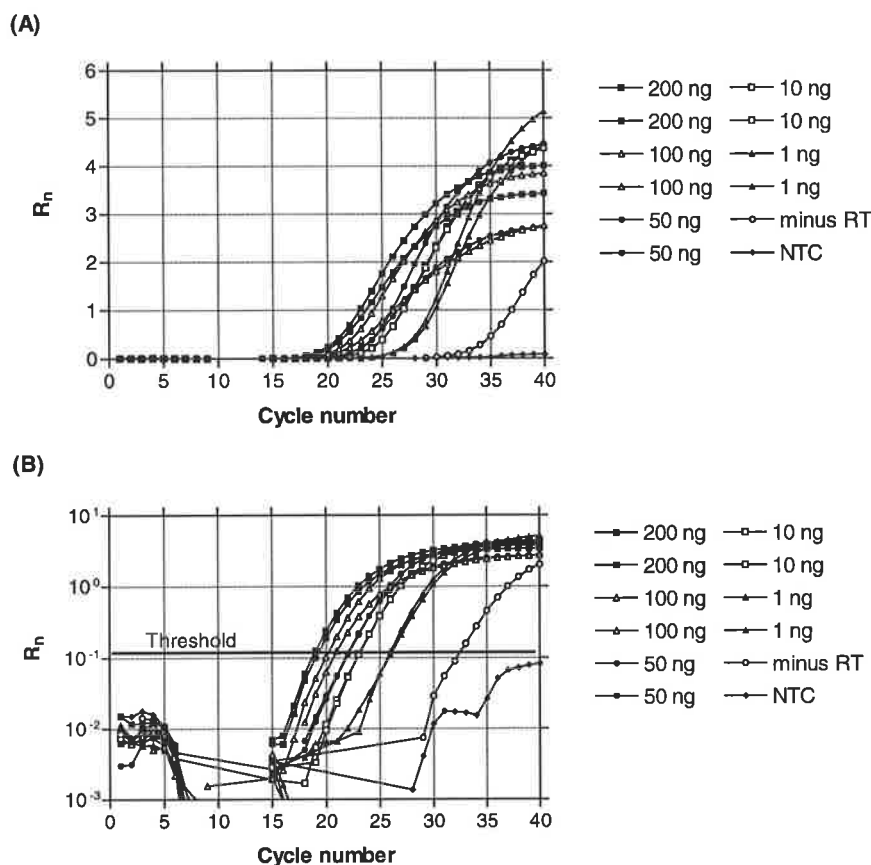 (A)
6
5
4
3
2
1
0
Rn
0 5 10 15 20 25 30 35 40
Cycle number
200 ng 10 ng
200 ng 10 ng
100 ng 1 ng
100 ng 1 ng
50 ng minus RT
50 ng NTC
(B)
10¹
10⁰
10⁻¹
10⁻²
10⁻³
Rn
Threshold
0 5 10 15 20 25 30 35 40
Cycle number
200 ng 10 ng
200 ng 10 ng
100 ng 1 ng
100 ng 1 ng
50 ng minus RT
50 ng NTC